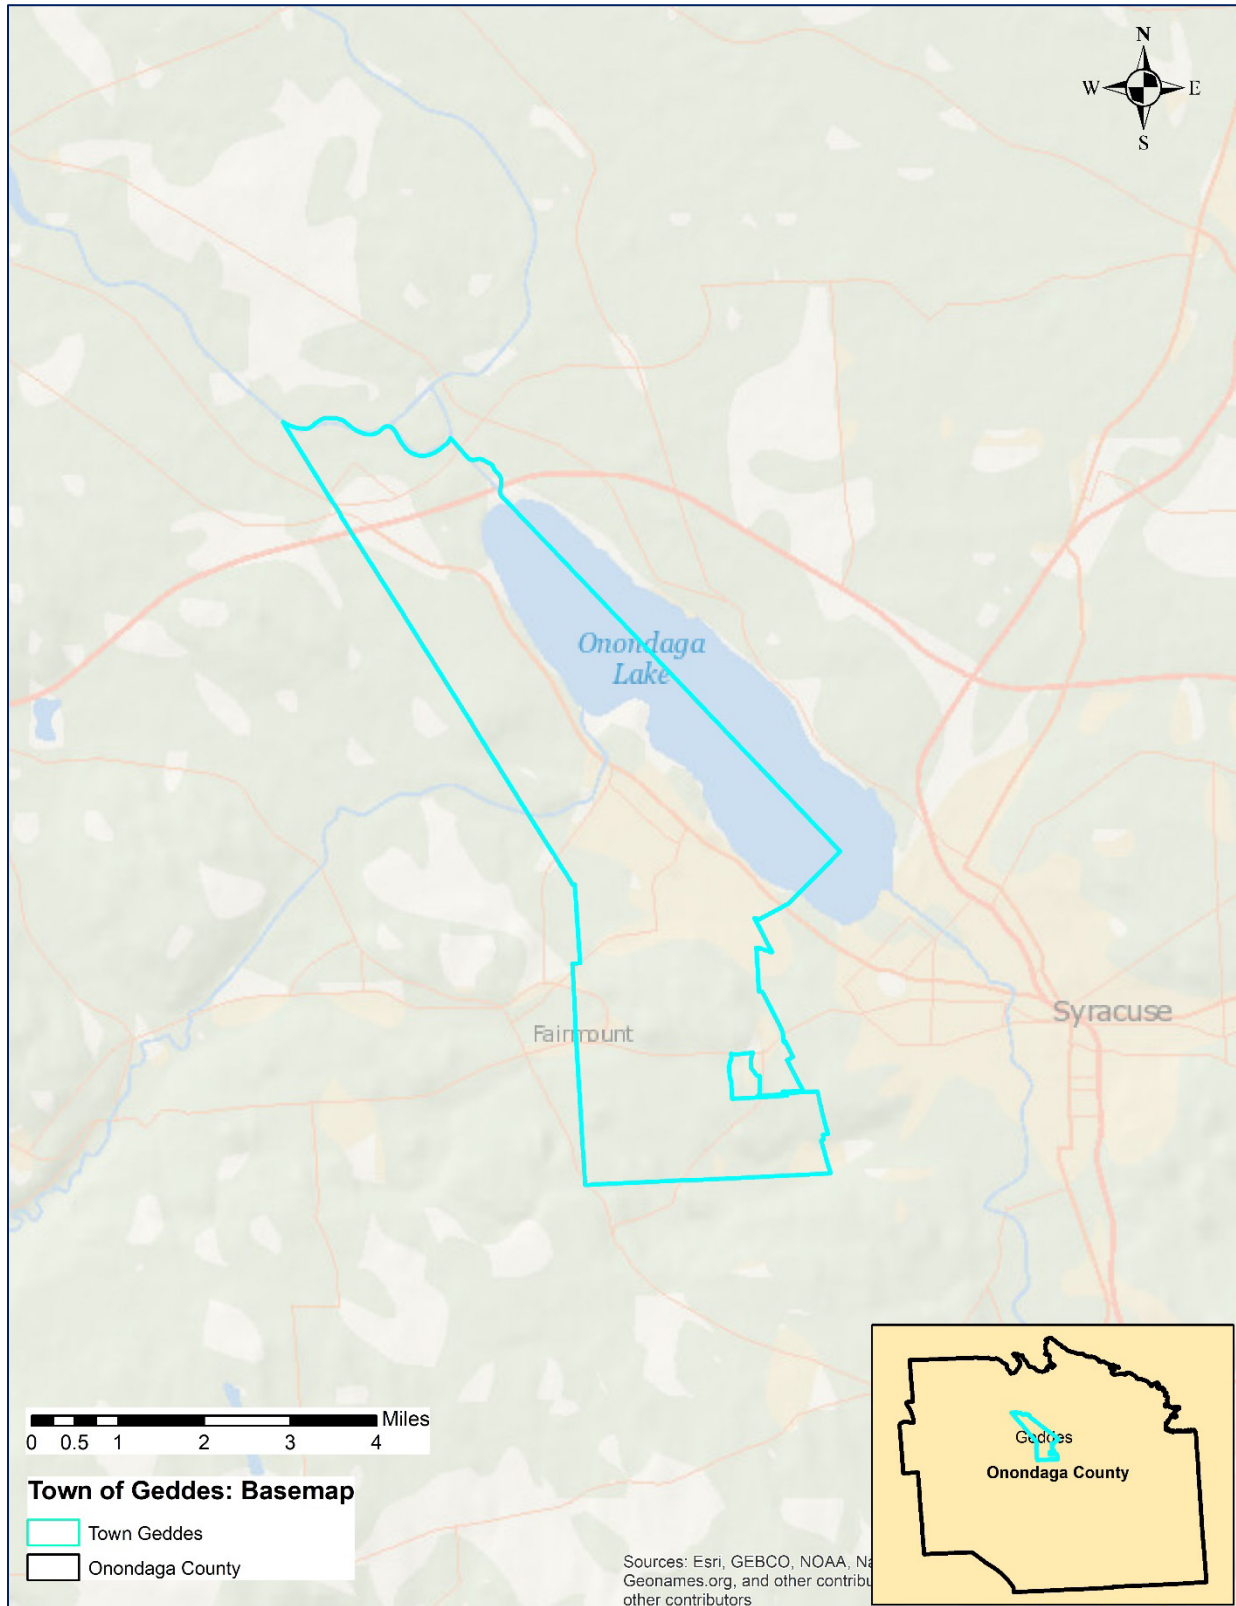 N
W E
S
Onondaga
Lake
Syracuse
Fairmount
Miles
0 0.5 1 2 3 4
Town of Geddes: Basemap
Town Geddes
Onondaga County
Geddes
Onondaga County
Sources: Esri, GEBCO, NOAA,
Geonames.org, and other
other contributors